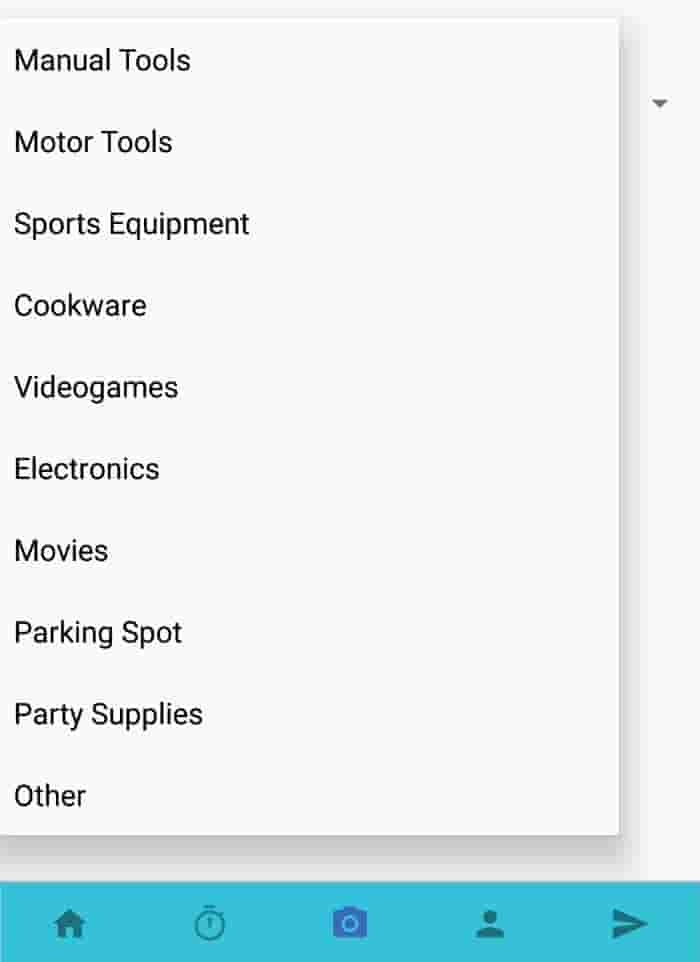 Manual Tools
Motor Tools
Sports Equipment
Cookware
Videogames
Electronics
Movies
Parking Spot
Party Supplies
Other